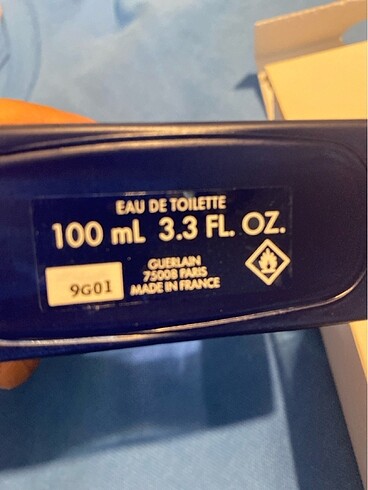 EAU DE TOILETTE
100 mL 3.3 FL. OZ.
GUERLAIN
75008 PARIS
MADE IN FRANCE
9G01